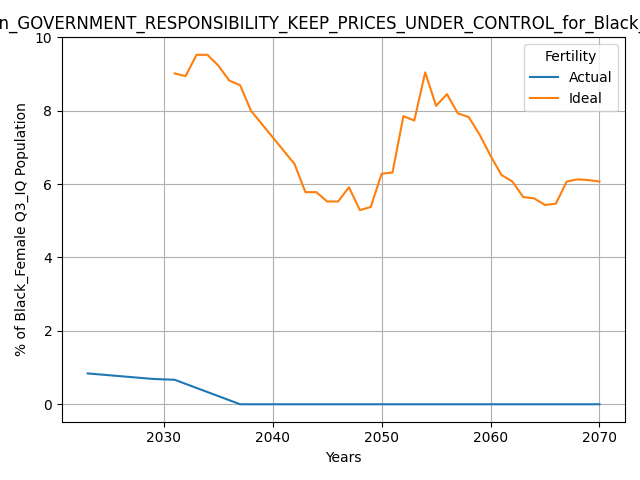 n_GOVERNMENT_RESPONSIBILITY_KEEP_PRICES_UNDER_CONTROL_for_Black_
10
8
6
4
2
0
% of Black_Female Q3_IQ Population
Fertility
Actual
Ideal
2030 2040 2050 2060 2070
Years